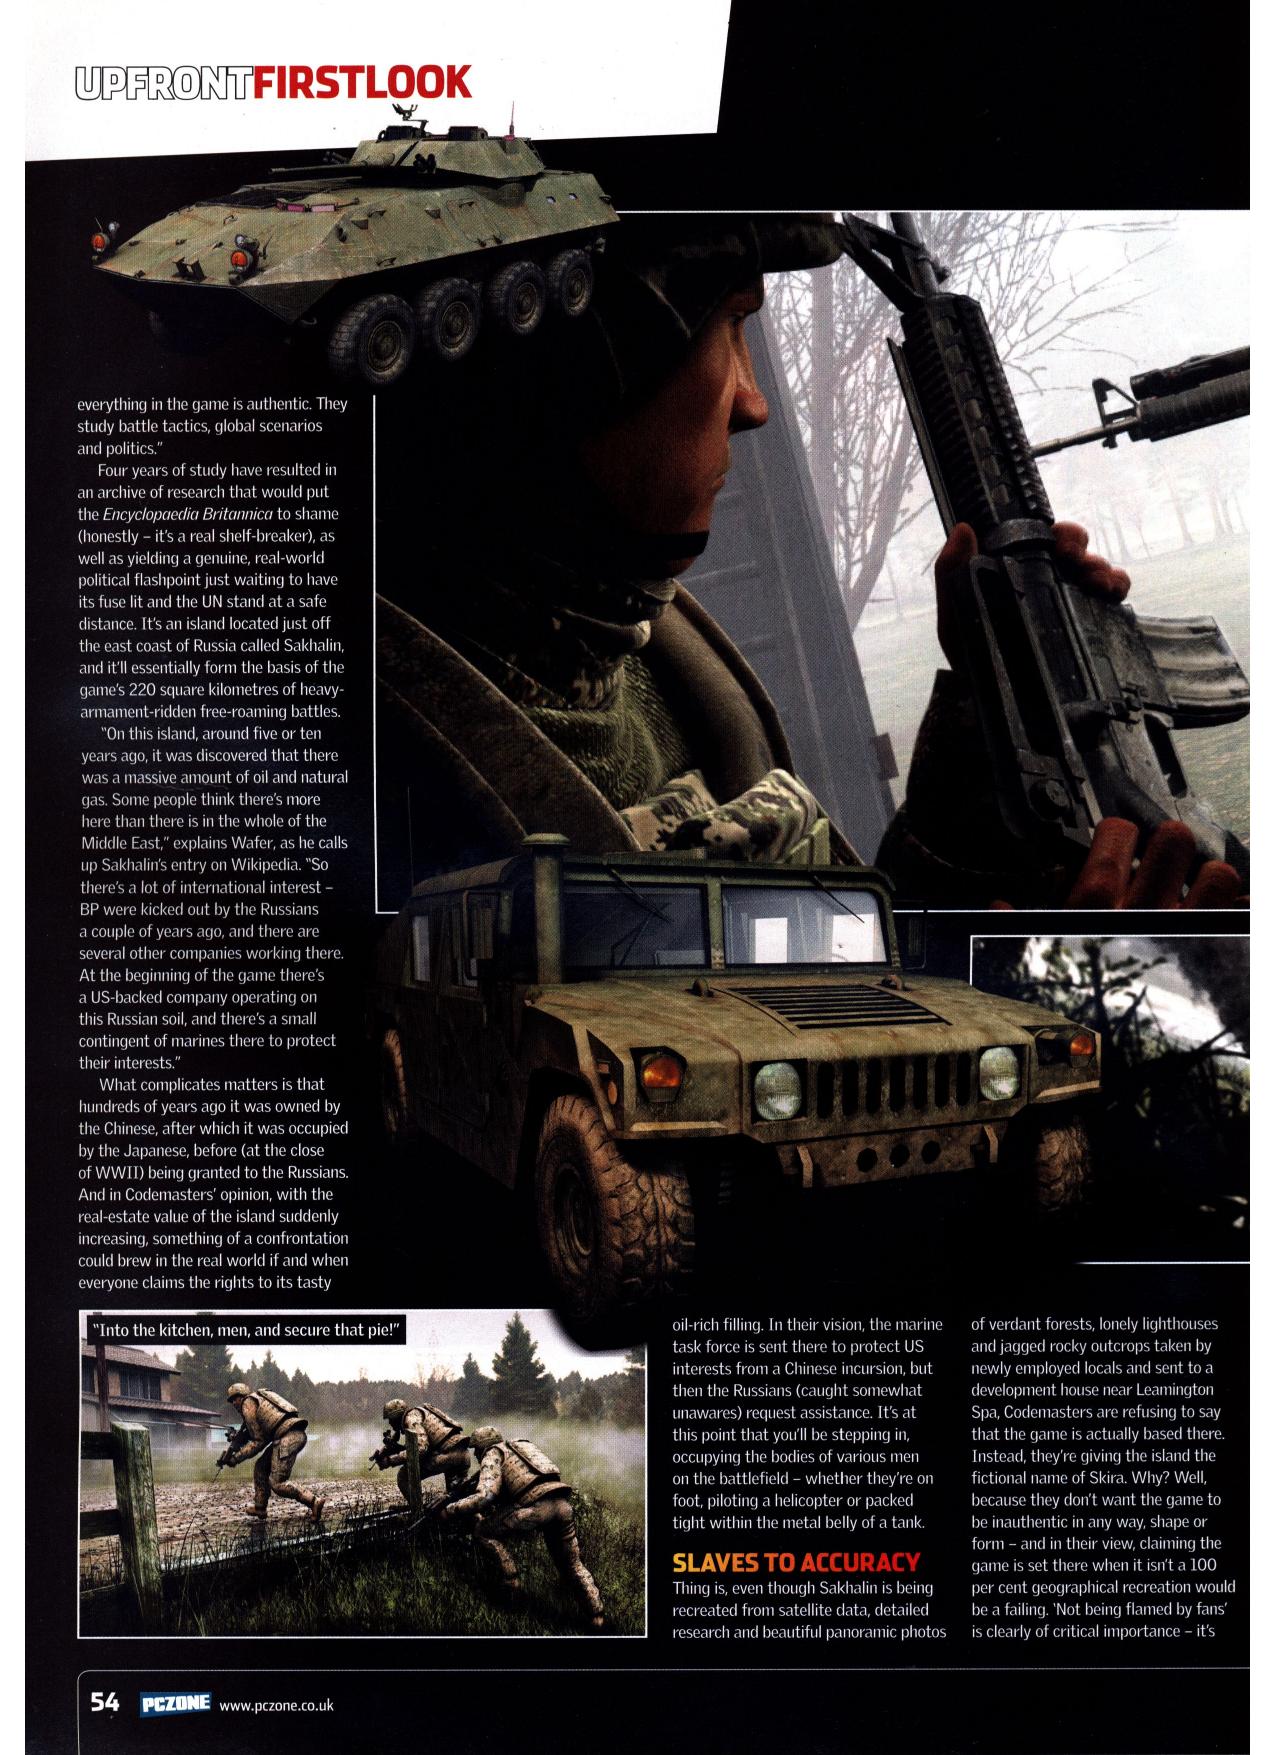 UPFRONTFIRSTLOOK
everything in the game is authentic. They
study battle tactics, global scenarios
and politics.”
Four years of study have resulted in
an archive of research that would put
the Encyclopaedia Britannica to shame
(honestly – it’s a real shelf-breaker), as
well as yielding a genuine, real-world
political flashpoint just waiting to have
its fuse lit and the UN stand at a safe
distance. It’s an island located just off
the east coast of Russia called Sakhalin,
and it’ll essentially form the basis of the
game’s 220 square kilometres of heavy-
armament-ridden free-roaming battles.
“On this island, around five or ten
years ago, it was discovered that there
was a massive amount of oil and natural
gas. Some people think there’s more
here than there is in the whole of the
Middle East,” explains Wafer, as he calls
up Sakhalin’s entry on Wikipedia. “So
there’s a lot of international interest –
BP were kicked out by the Russians
a couple of years ago, and there are
several other companies working there.
At the beginning of the game there’s
a US-backed company operating on
this Russian soil, and there’s a small
contingent of marines there to protect
their interests.”
What complicates matters is that
hundreds of years ago it was owned by
the Chinese, after which it was occupied
by the Japanese, before (at the close
of WWII) being granted to the Russians.
And in Codemasters’ opinion, with the
real-estate value of the island suddenly
increasing, something of a confrontation
could brew in the real world if and when
everyone claims the rights to its tasty
“Into the kitchen, men, and secure that pie!”
oil-rich filling. In their vision, the marine
task force is sent there to protect US
interests from a Chinese incursion, but
then the Russians (caught somewhat
unawares) request assistance. It’s at
this point that you’ll be stepping in,
occupying the bodies of various men
on the battlefield – whether they’re on
foot, piloting a helicopter or packed
tight within the metal belly of a tank.
SLAVES TO ACCURACY
Thing is, even though Sakhalin is being
recreated from satellite data, detailed
research and beautiful panoramic photos
of verdant forests, lonely lighthouses
and jagged rocky outcrops taken by
newly employed locals and sent to a
development house near Leamington
Spa, Codemasters are refusing to say
that the game is actually based there.
Instead, they’re giving the island the
fictional name of Skira. Why? Well,
because they don’t want the game to
be inauthentic in any way, shape or
form – and in their view, claiming the
game is set there when it isn’t a 100
per cent geographical recreation would
be a failing. ‘Not being flamed by fans’
is clearly of critical importance – it’s
54 PCZONE www.pczone.co.uk